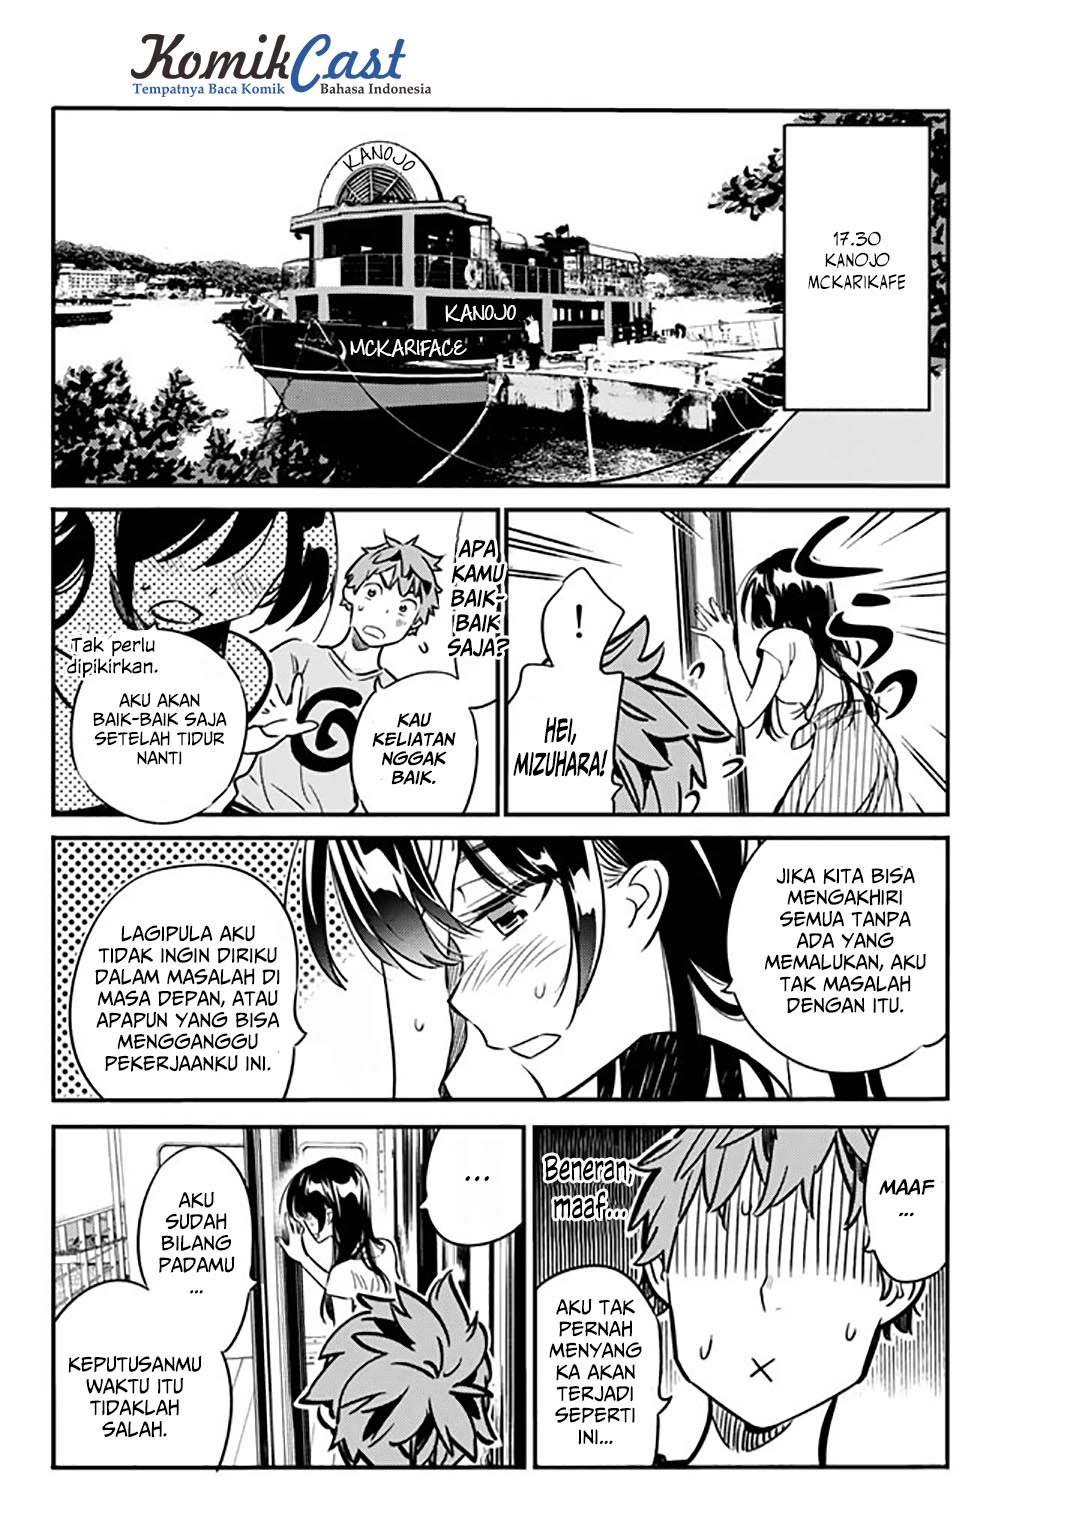 KomikCast
Tempatnya Baca Komik Bahasa Indonesia
17.30
KANOJO
MCKARIKAFE
KANOJO
KANOJO
MCKARIFACE
!
HEI,
MIZUHARA!
APA
KAMU
BAIK-
BAIK
SAJA?
KAU
KELIATAN
NGGAK
BAIK.
Tak perlu
dipikirkan.
AKU AKAN
BAIK-BAIK SAJA
SETELAH TIDUR
NANTI
JIKA KITA BISA
MENGAKHIRI
SEMUA TANPA
ADA YANG
MEMALUKAN, AKU
TAK MASALAH
DENGAN ITU.
LAGIPULA AKU
TIDAK INGIN DIRIKU
DALAM MASALAH DI
MASA DEPAN, ATAU
APAPUN YANG BISA
MENGGANGGU
PEKERJAANKU INI.
MAAF
...
Beneran,
maaf...
AKU TAK
PERNAH
MENYANG
KA AKAN
TERJADI
SEPERTI
INI...
...
AKU
SUDAH
BILANG
PADAMU
...
KEPUTUSANMU
WAKTU ITU
TIDAKLAH
SALAH.